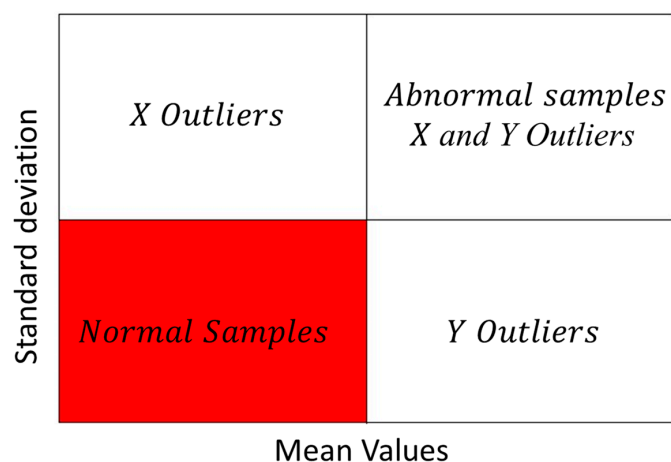 Standard deviation
X Outliers
Abnormal samples
X and Y Outliers
Normal Samples
Y Outliers
Mean Values